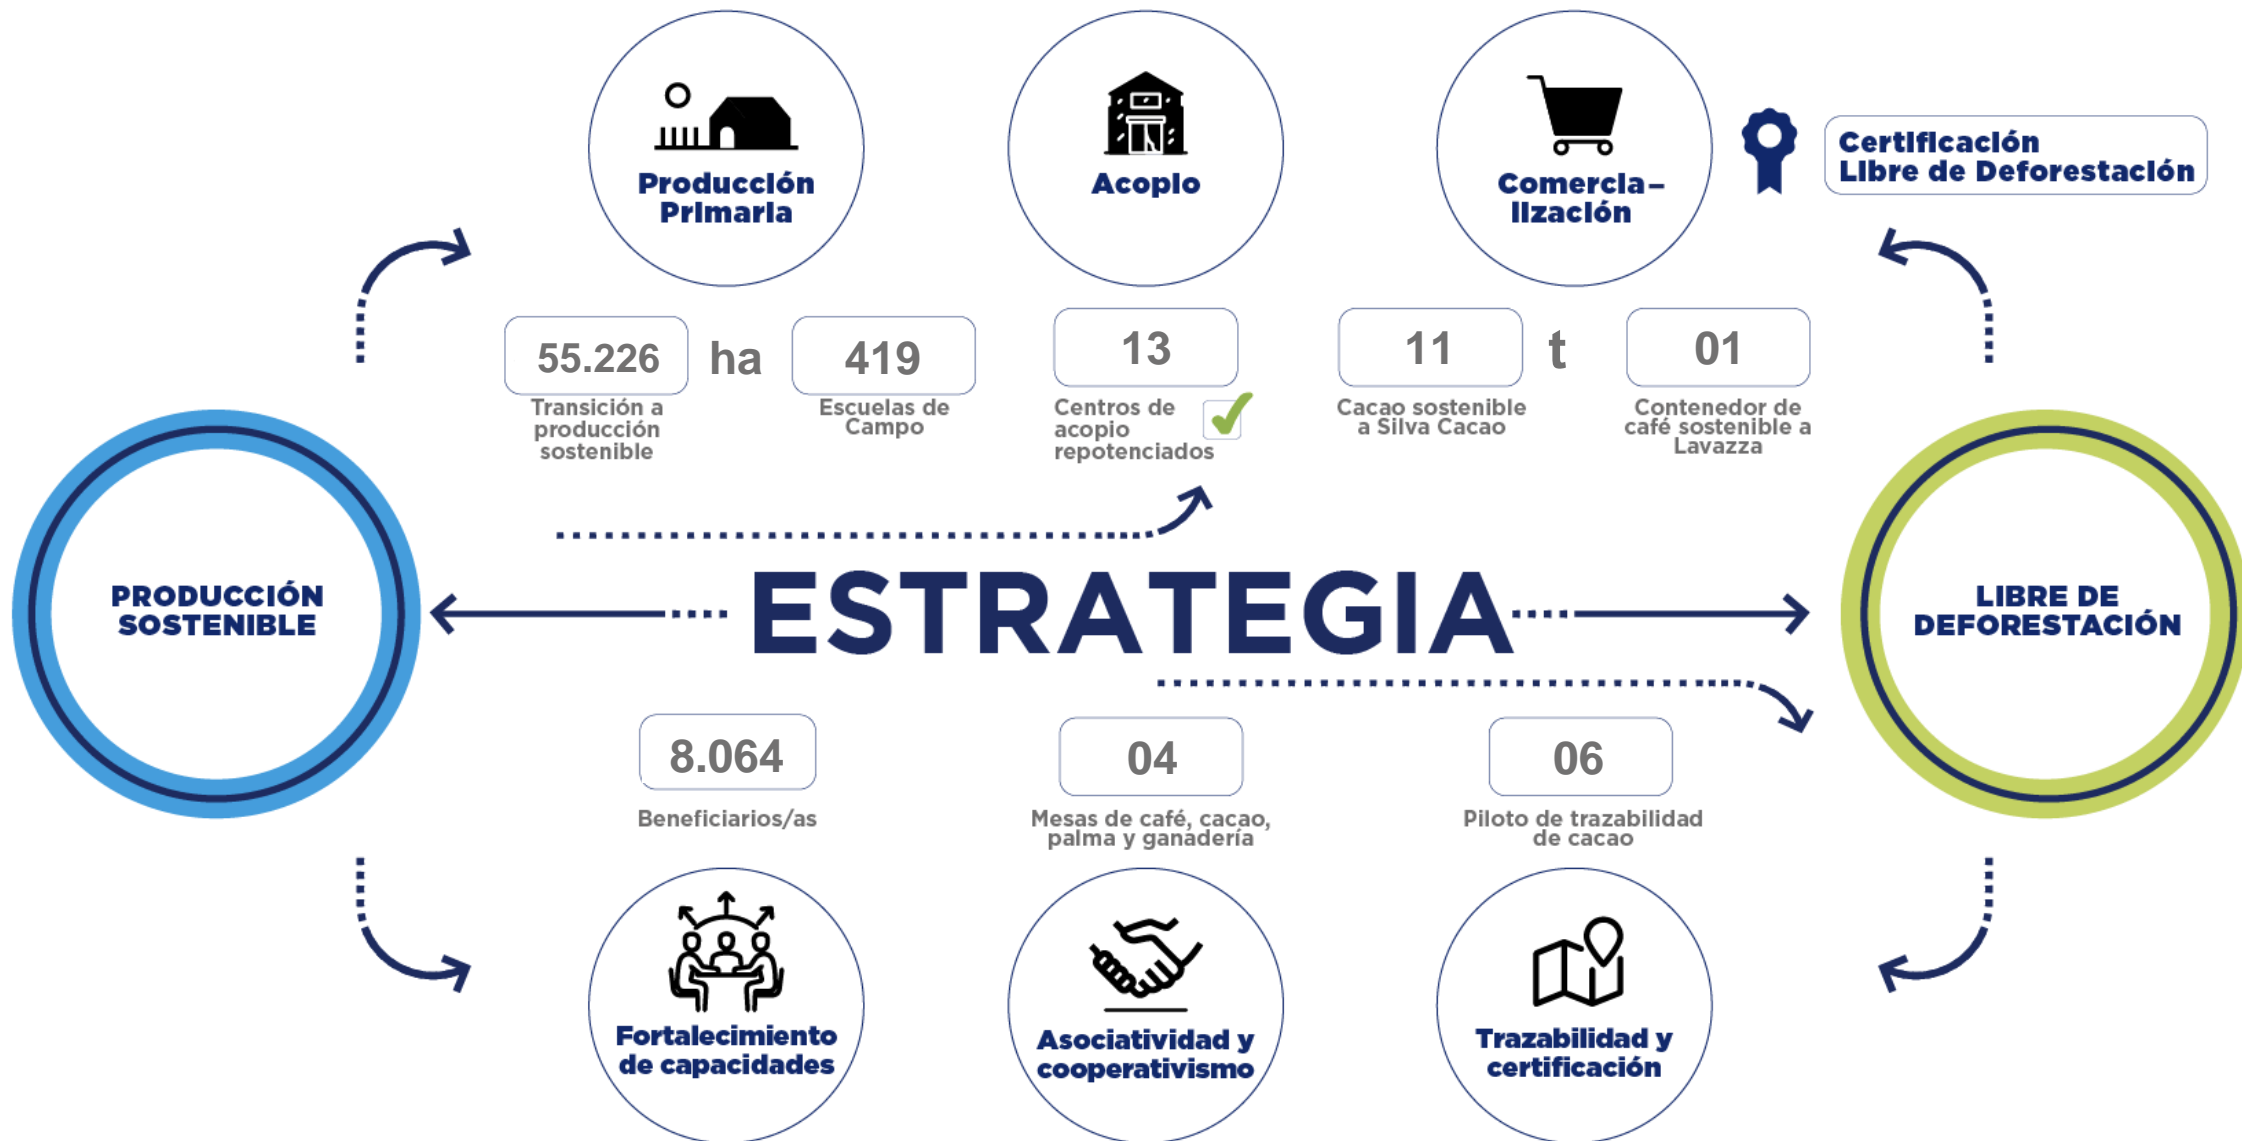 Producción
Primaria
Acopio
Comercia-
lización
Certificación
Libre de Deforestación
55.226
ha
419
13
11
t
01
Transición a
producción
sostenible
Escuelas de
Campo
Centros de
acopio
repotenciados
Cacao sostenible
a Silva Cacao
Contenedor de
café sostenible a
Lavazza
PRODUCCIÓN
SOSTENIBLE
ESTRATEGIA
LIBRE DE
DEFORESTACIÓN
8.064
04
06
Beneficiarios/as
Mesas de café, cacao,
palma y ganadería
Piloto de trazabilidad
de cacao
Fortalecimiento
de capacidades
Asociatividad y
cooperativismo
Trazabilidad y
certificación